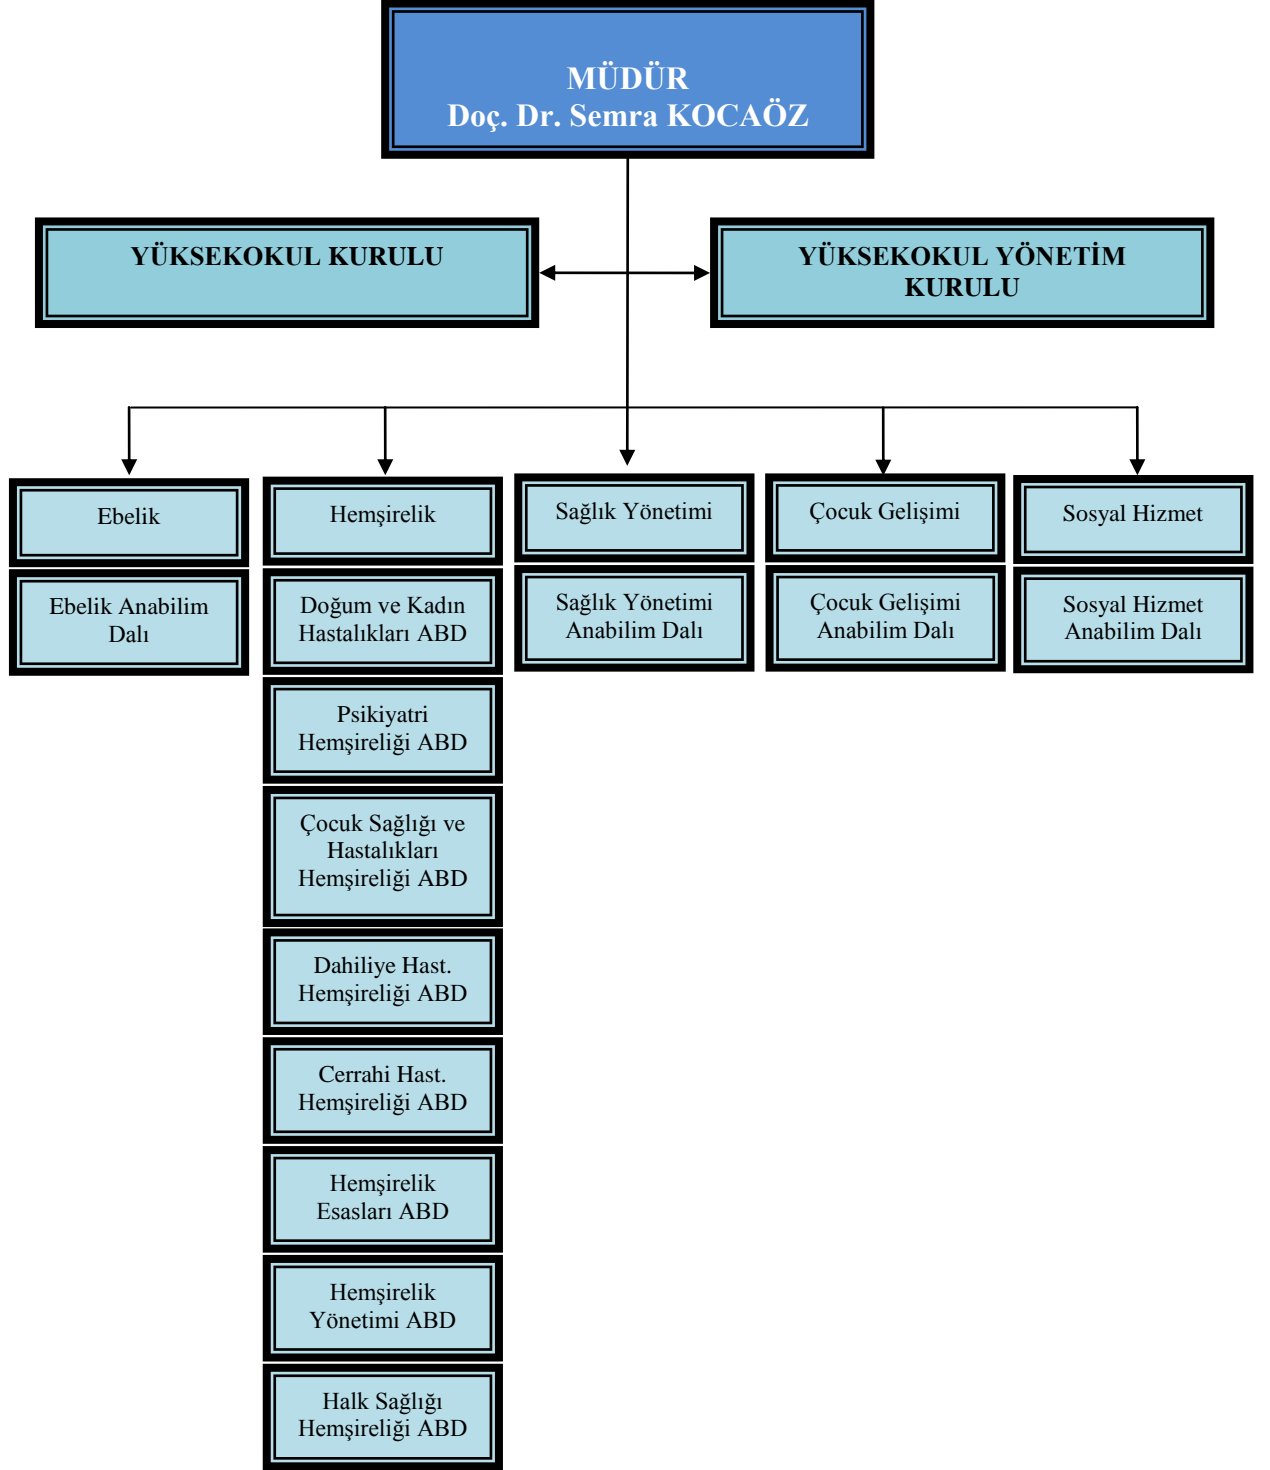 MÜDÜR
Doç. Dr. Semra KOCAÖZ
YÜKSEKOKUL KURULU
YÜKSEKOKUL YÖNETİM
KURULU
Ebelik
Hemşirelik
Sağlık Yönetimi
Çocuk Gelişimi
Sosyal Hizmet
Ebelik Anabilim
Dalı
Doğum ve Kadın
Hastalıkları ABD
Sağlık Yönetimi
Anabilim Dalı
Çocuk Gelişimi
Anabilim Dalı
Sosyal Hizmet
Anabilim Dalı
Psikiyatri
Hemşireliği ABD
Çocuk Sağlığı ve
Hastalıkları
Hemşireliği ABD
Dahiliye Hast.
Hemşireliği ABD
Cerrahi Hast.
Hemşireliği ABD
Hemşirelik
Esasları ABD
Hemşirelik
Yönetimi ABD
Halk Sağlığı
Hemşireliği ABD